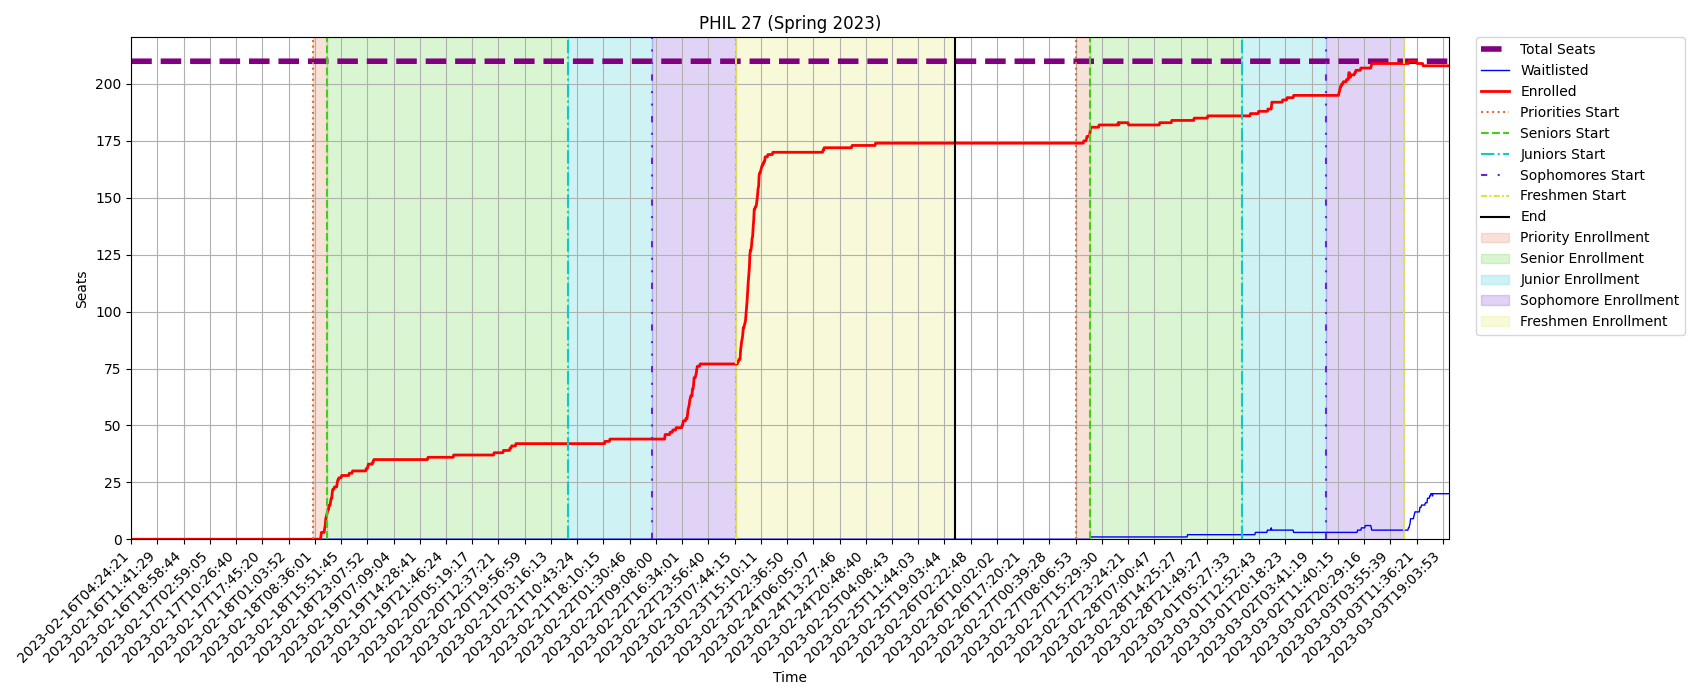 PHIL 27 (Spring 2023)
Seats
200
175
150
125
100
75
50
25
0
2023-02-16T04:24:21
2023-02-16T11:41:29
2023-02-16T18:58:44
2023-02-17T02:59:05
2023-02-17T10:26:40
2023-02-17T17:45:20
2023-02-18T01:03:52
2023-02-18T08:36:01
2023-02-18T15:51:45
2023-02-18T23:07:52
2023-02-19T07:09:04
2023-02-19T14:28:41
2023-02-19T21:46:24
2023-02-20T05:19:17
2023-02-20T12:37:21
2023-02-20T19:56:59
2023-02-21T03:16:13
2023-02-21T10:43:24
2023-02-21T18:10:15
2023-02-22T01:30:46
2023-02-22T09:08:00
2023-02-22T16:34:01
2023-02-22T23:56:40
2023-02-23T07:44:15
2023-02-23T15:10:11
2023-02-23T22:36:50
2023-02-24T06:05:07
2023-02-24T13:27:46
2023-02-24T20:48:40
2023-02-25T04:08:43
2023-02-25T11:44:03
2023-02-25T19:03:44
2023-02-26T02:22:48
2023-02-26T10:02:02
2023-02-26T17:20:21
2023-02-27T00:39:28
2023-02-27T08:06:53
2023-02-27T15:29:30
2023-02-27T23:24:21
2023-02-28T07:00:47
2023-02-28T14:25:27
2023-02-28T21:49:27
2023-03-01T05:27:33
2023-03-01T12:52:43
2023-03-01T20:18:23
2023-03-02T03:41:19
2023-03-02T11:40:15
2023-03-02T20:29:16
2023-03-03T03:55:39
2023-03-03T11:36:21
2023-03-03T19:03:53
Time
Total Seats
Waitlisted
Enrolled
Priorities Start
Seniors Start
Juniors Start
Sophomores Start
Freshmen Start
End
Priority Enrollment
Senior Enrollment
Junior Enrollment
Sophomore Enrollment
Freshmen Enrollment